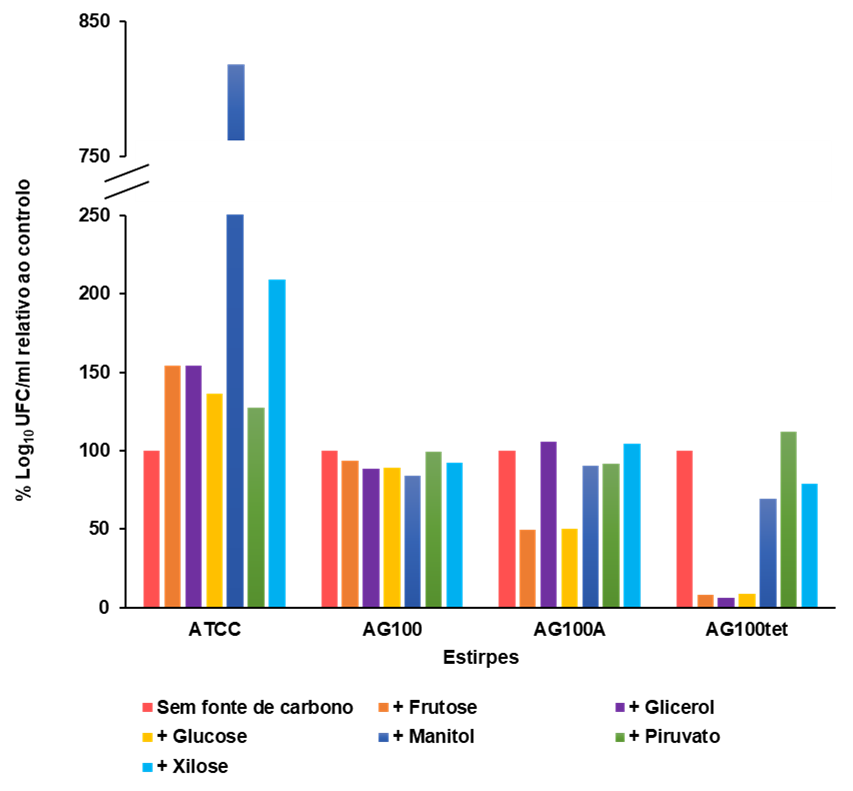 850
750
250
200
150
100
50
0
% Log₁₀ UFC/ml relativo ao controlo
ATCC AG100 AG100A AG100tet
Estirpes
Sem fonte de carbono + Frutose + Glicerol
+ Glucose + Manitol + Piruvato
+ Xilose